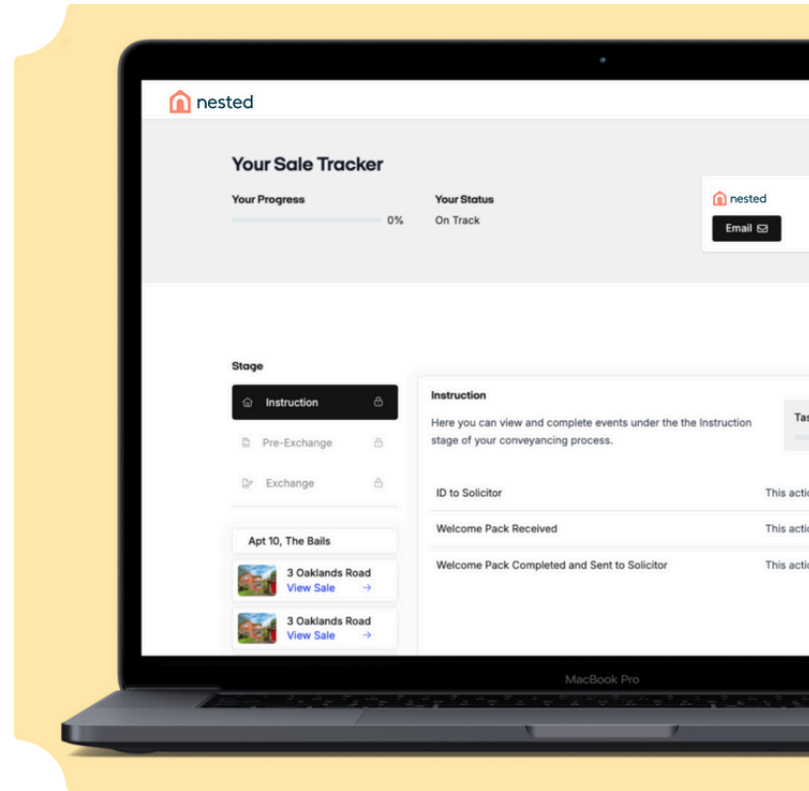 nested
Your Sale Tracker
Your Progress
0%
Your Status
On Track
nested
Email
Stage
Instruction
Pre-Exchange
Exchange
Apt 10, The Bails
3 Oaklands Road
View Sale →
3 Oaklands Road
View Sale →
Instruction
Here you can view and complete events under the the Instruction
stage of your conveyancing process.
ID to Solicitor
This
Welcome Pack Received
This
Welcome Pack Completed and Sent to Solicitor
This
MacBook Pro